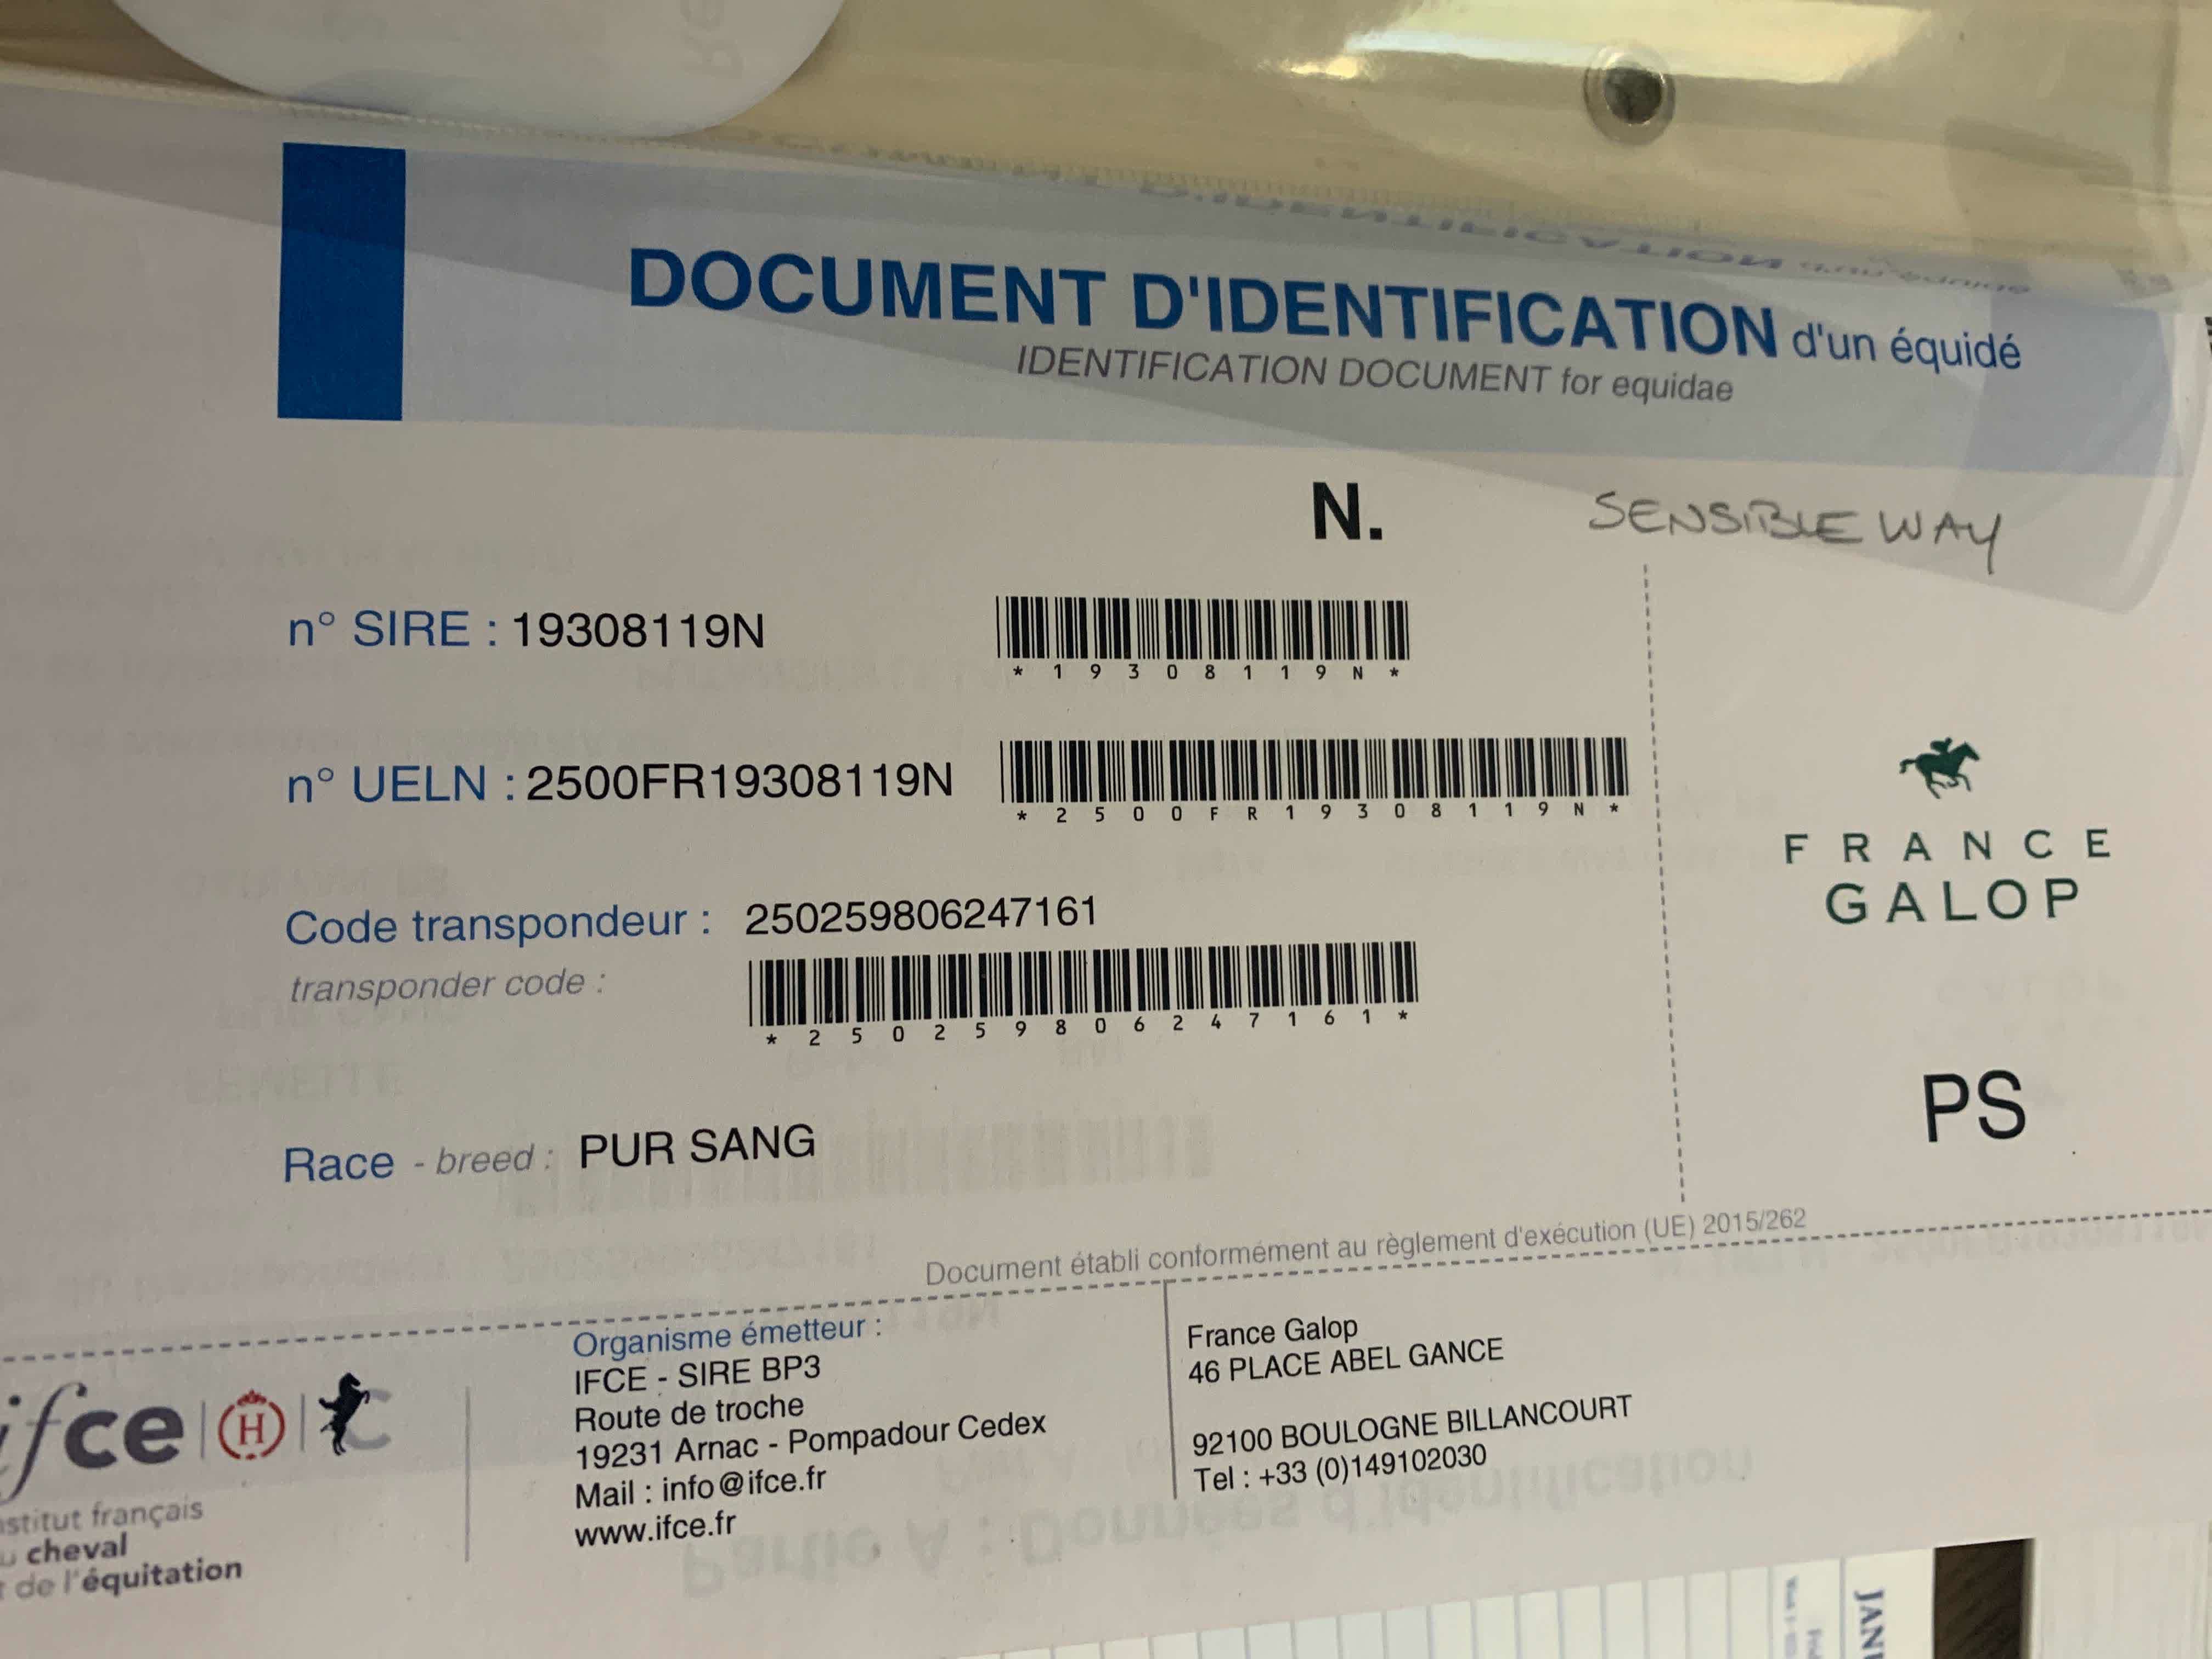 DOCUMENT D'IDENTIFICATION d'un équidé
IDENTIFICATION DOCUMENT for equidae
N. SENSIBLE WAY
n° SIRE : 19308119N
* 1 9 3 0 8 1 1 9 N *
n° UELN : 2500FR19308119N
* 2 5 0 0 F R 1 9 3 0 8 1 1 9 N *
FRANCE
GALOP
Code transpondeur : 250259806247161
transponder code :
* 2 5 0 2 5 9 8 0 6 2 4 7 1 6 1 *
PS
Race - breed : PUR SANG
Document établi conformément au règlement d'exécution (UE) 2015/262
ifce H
nstitut français
u cheval
t de l'équitation
Organisme émetteur :
IFCE - SIRE BP3
Route de troche
19231 Arnac - Pompadour Cedex
Mail : info@ifce.fr
www.ifce.fr
France Galop
46 PLACE ABEL GANCE
92100 BOULOGNE BILLANCOURT
Tel : +33 (0)149102030
Partie A : Données d'identification